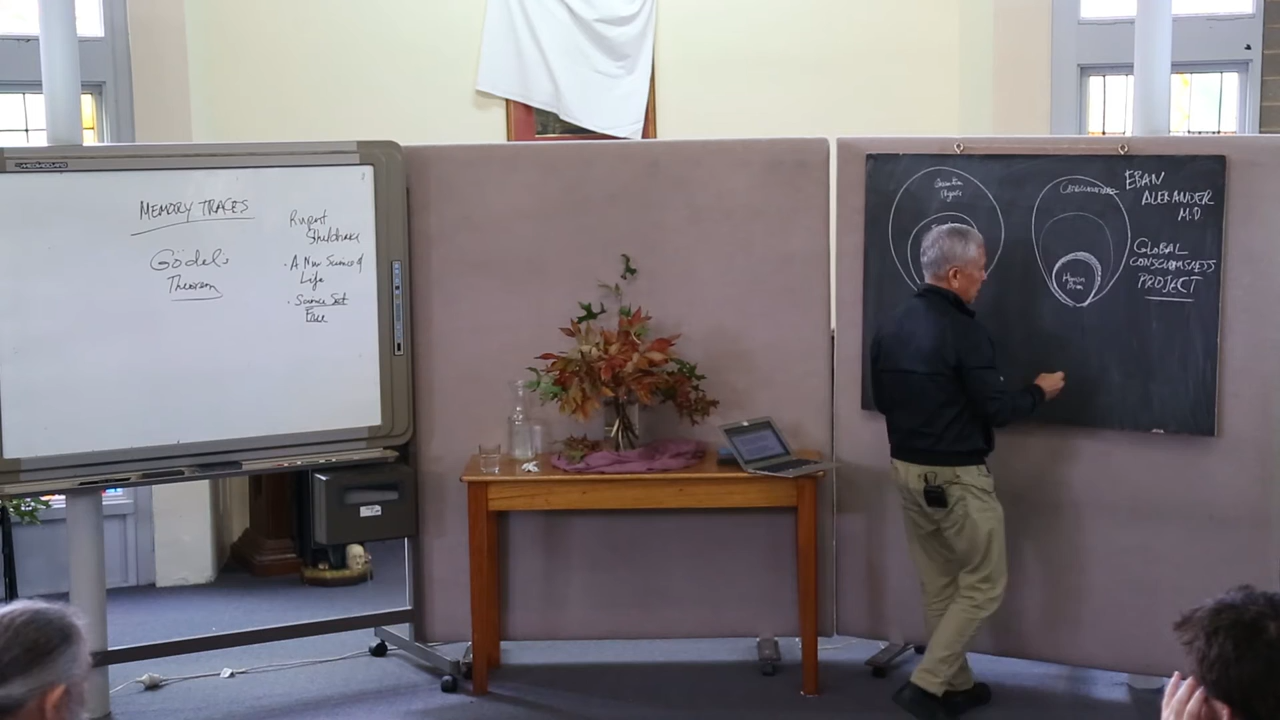 MEDIABOARD
MEMORY TRACES
Gödel's
Theorem
Rupert
Sheldrake
· A New Science of
Life
· Science Set
Free
Quantum
Physics
Consciousness
Human
EBAN
ALEXANDER
M.D.
GLOBAL
CONSCIOUSNESS
PROJECT